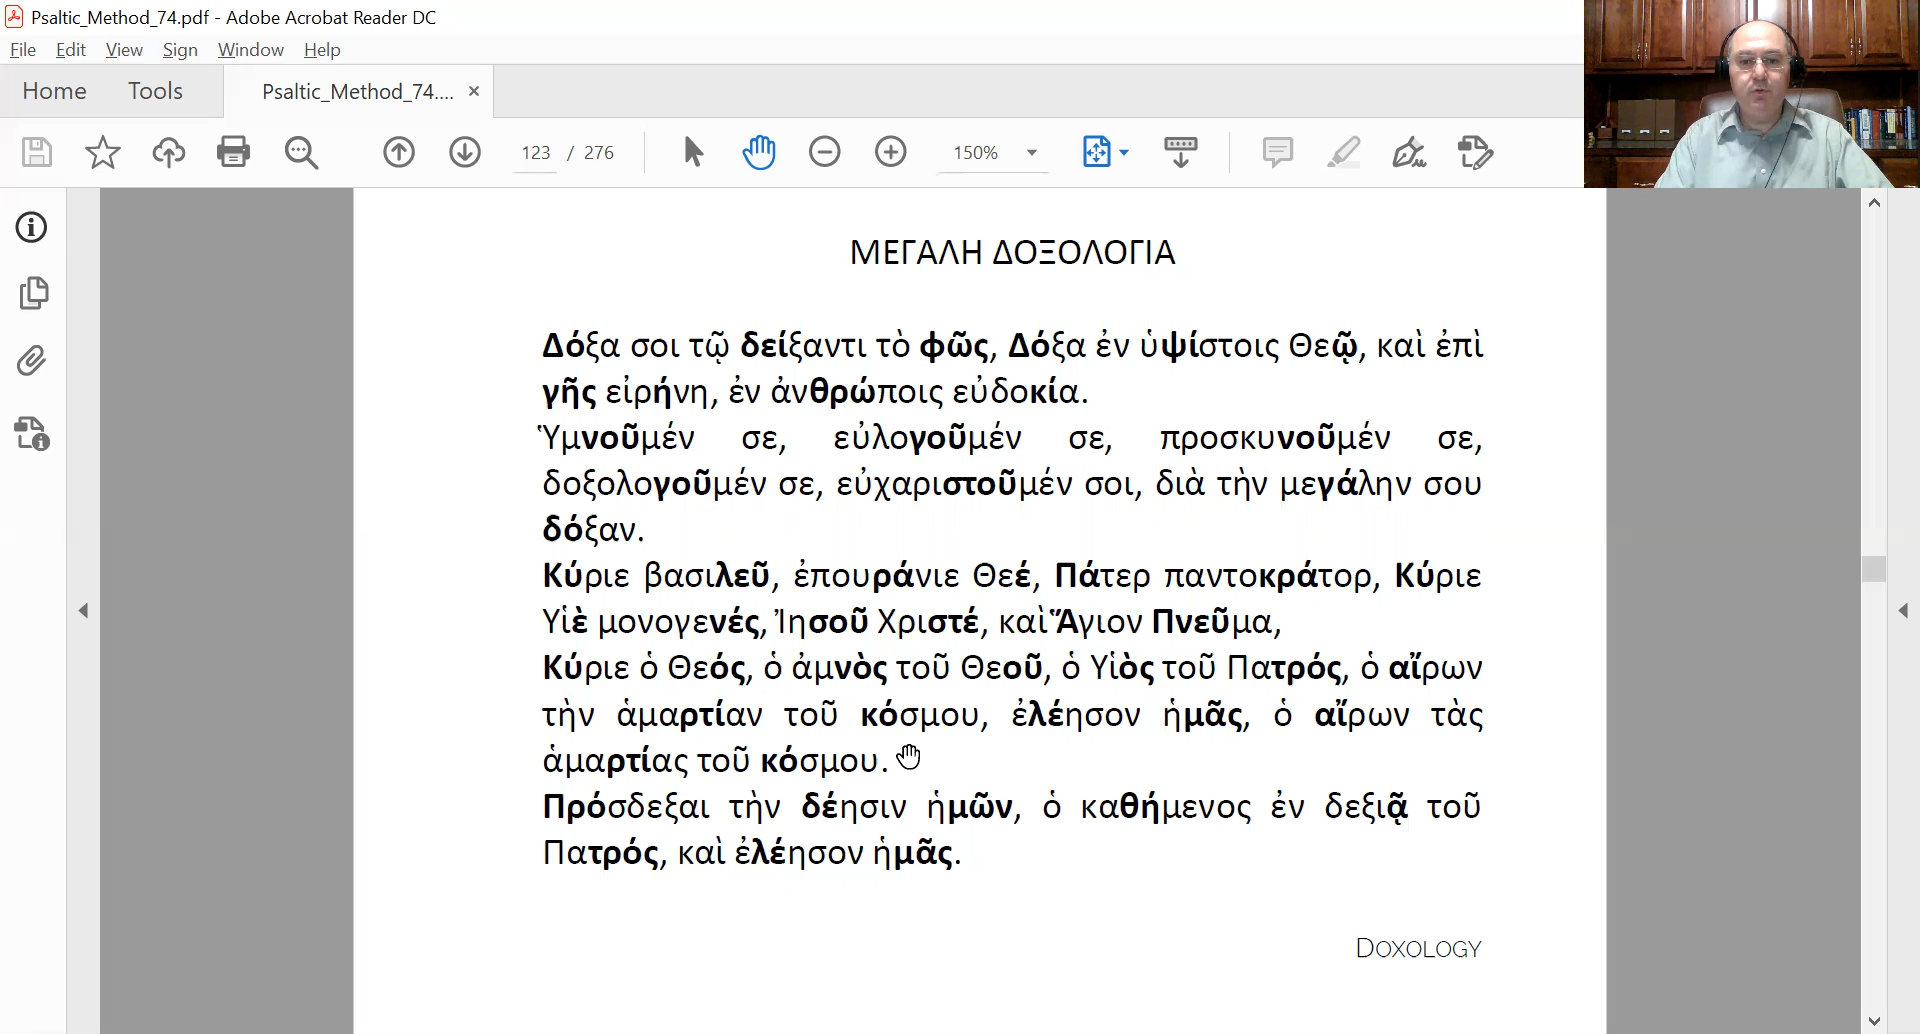 Psaltic_Method_74.pdf - Adobe Acrobat Reader DC
File Edit View Sign Window Help
Home Tools Psaltic_Method_74.... ×
123 / 276 150%
ΜΕΓΑΛΗ ΔΟΞΟΛΟΓΙΑ
Δόξα σοι τῷ δείξαντι τὸ φῶς, Δόξα ἐν ὑψίστοις Θεῷ, καὶ ἐπὶ
γῆς εἰρήνη, ἐν ἀνθρώποις εὐδοκία.
Ὑμνοῦμέν σε, εὐλογοῦμέν σε, προσκυνοῦμέν σε,
δοξολογοῦμέν σε, εὐχαριστοῦμέν σοι, διὰ τὴν μεγάλην σου
δόξαν.
Κύριε βασιλεῦ, ἐπουράνιε Θεέ, Πάτερ παντοκράτορ, Κύριε
Υἱὲ μονογενές, Ἰησοῦ Χριστέ, καὶ Ἅγιον Πνεῦμα,
Κύριε ὁ Θεός, ὁ ἀμνὸς τοῦ Θεοῦ, ὁ Υἱὸς τοῦ Πατρός, ὁ αἴρων
τὴν ἁμαρτίαν τοῦ κόσμου, ἐλέησον ἡμᾶς, ὁ αἴρων τὰς
ἁμαρτίας τοῦ κόσμου.
Πρόσδεξαι τὴν δέησιν ἡμῶν, ὁ καθήμενος ἐν δεξιᾷ τοῦ
Πατρός, καὶ ἐλέησον ἡμᾶς.
DOXOLOGY